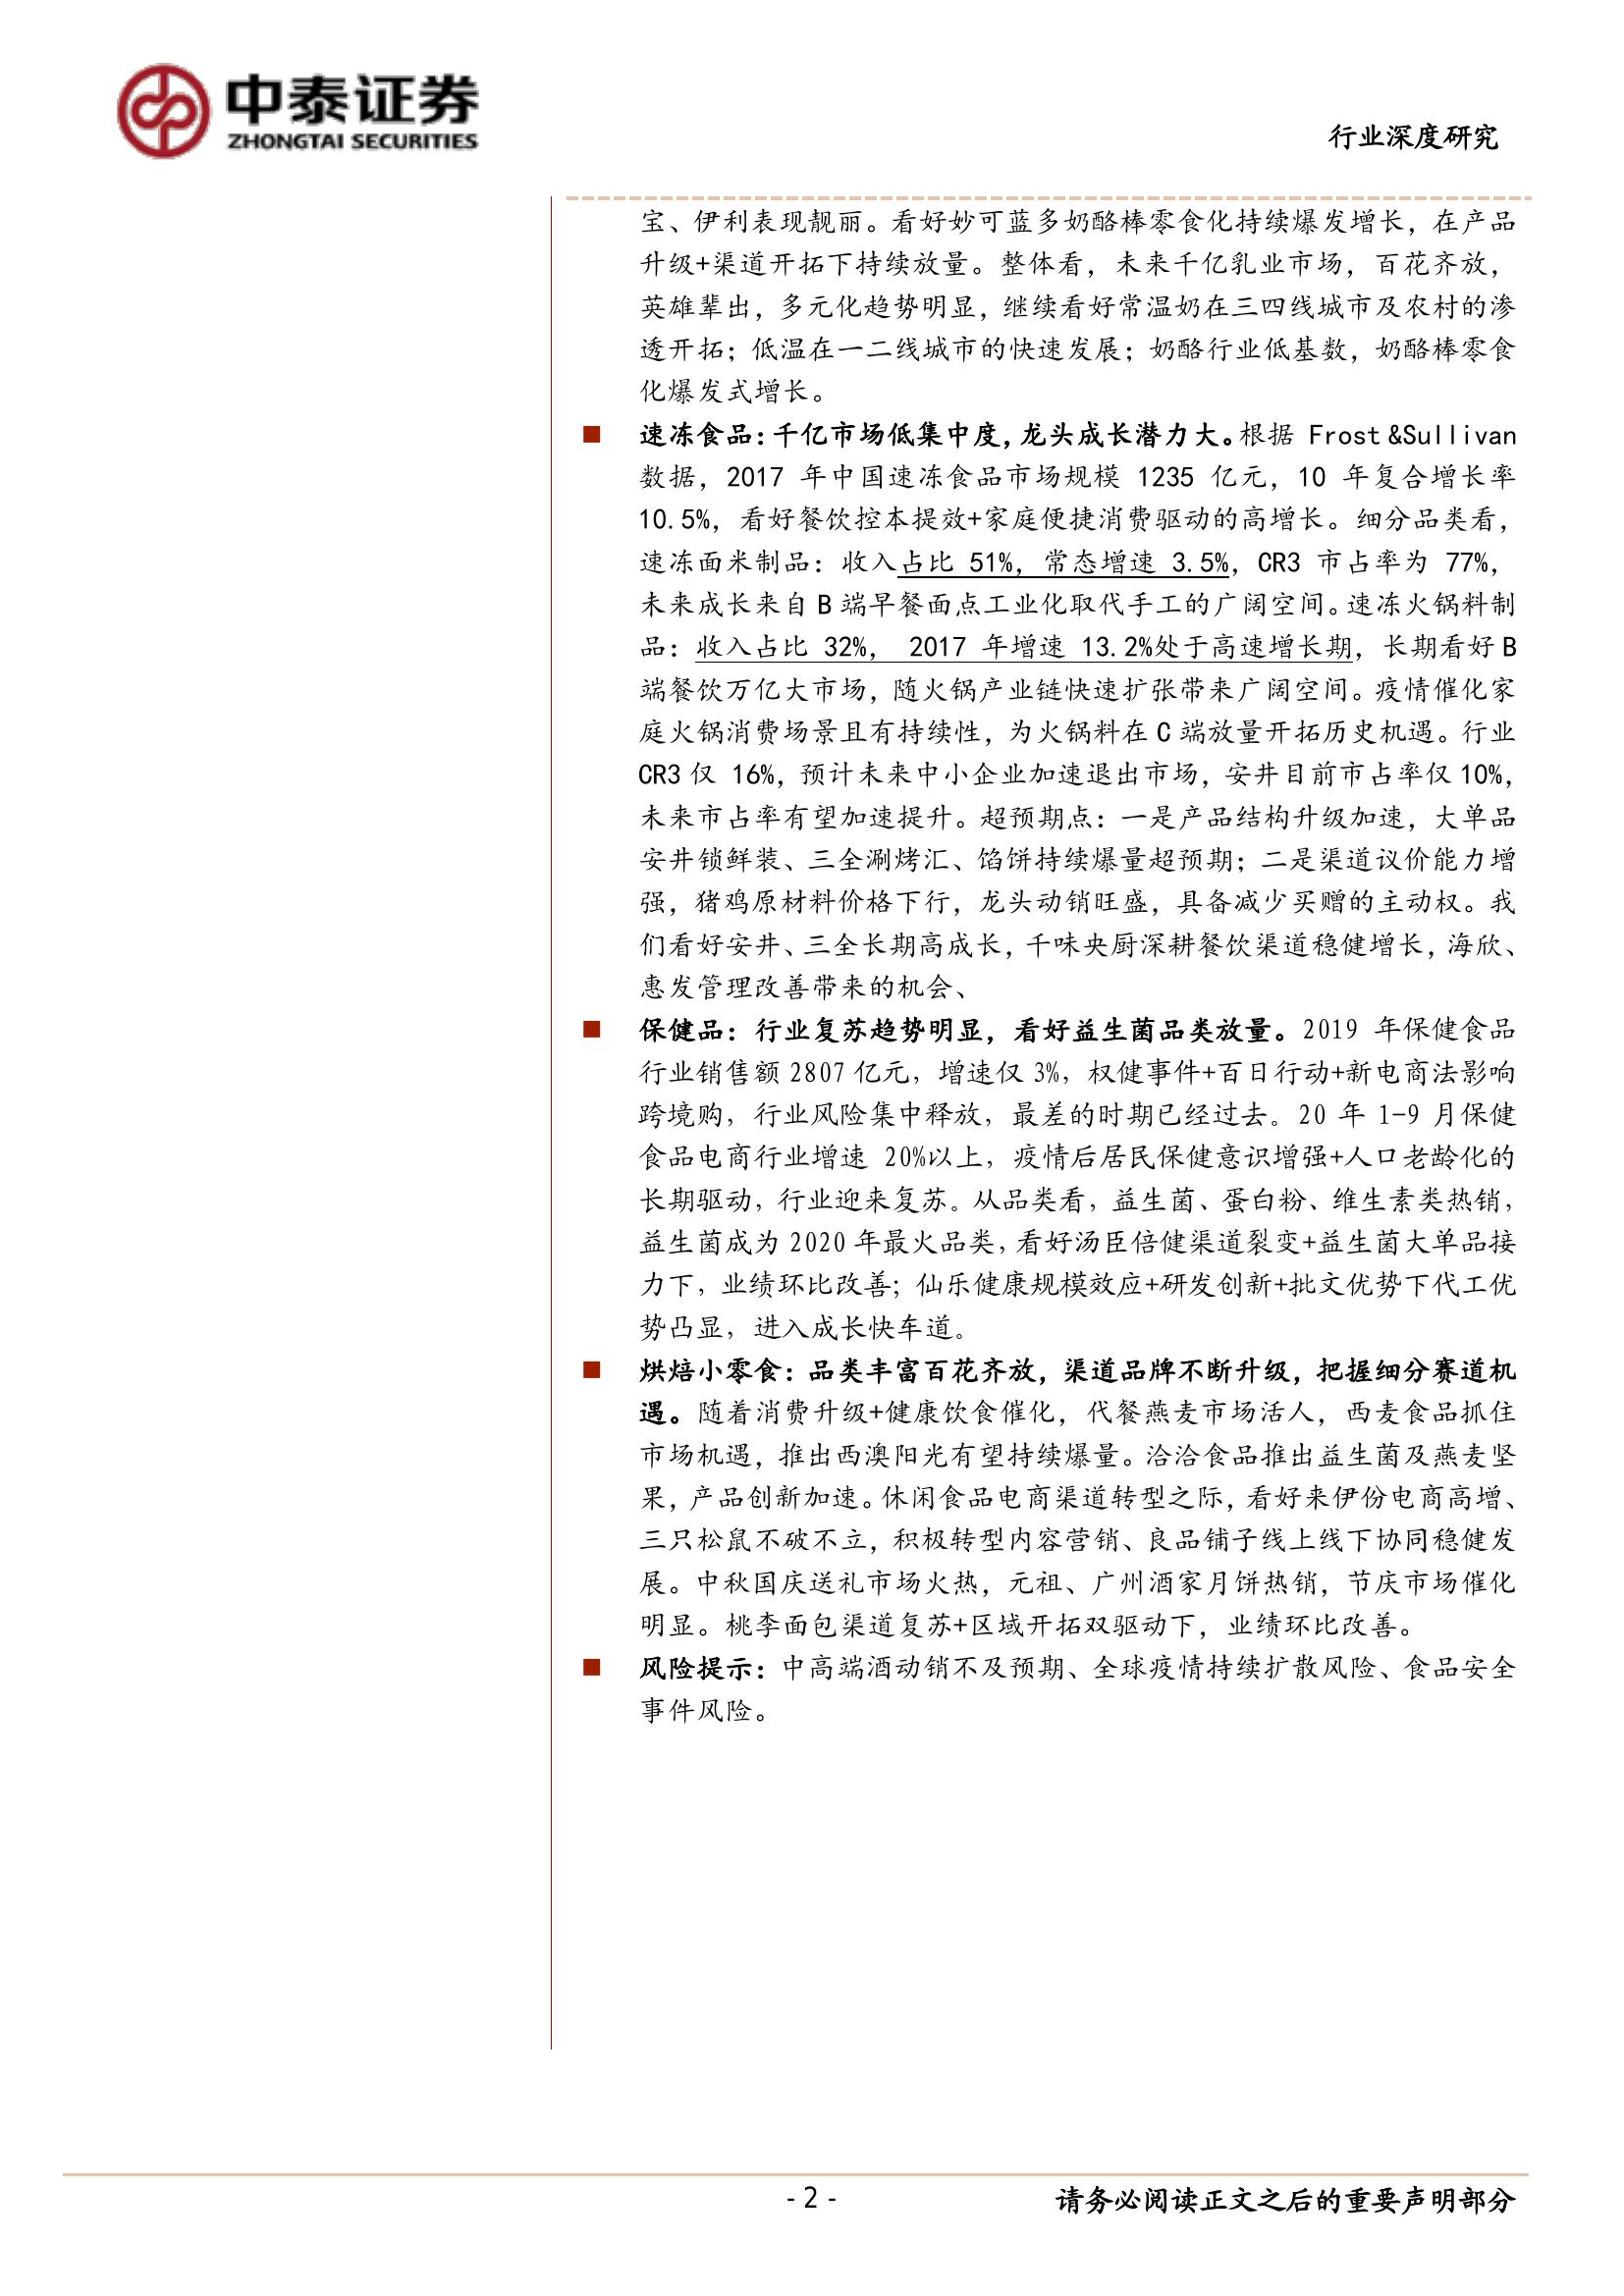 中泰证券
ZHONGTAI SECURITIES
行业深度研究
宝、伊利表现靓丽。看好妙可蓝多奶酪棒零食化持续爆发增长，在产品
升级+渠道开拓下持续放量。整体看，未来千亿乳业市场，百花齐放，
英雄辈出，多元化趋势明显，继续看好常温奶在三四线城市及农村的渗
透开拓；低温在一二线城市的快速发展；奶酪行业低基数，奶酪棒零食
化爆发式增长。
■ 速冻食品：千亿市场低集中度，龙头成长潜力大。根据 Frost &Sullivan
数据，2017 年中国速冻食品市场规模 1235 亿元，10 年复合增长率
10.5%，看好餐饮控本提效+家庭便捷消费驱动的高增长。细分品类看，
速冻面米制品：收入占比 51%，常态增速 3.5%，CR3 市占率为 77%，
未来成长来自 B 端早餐面点工业化取代手工的广阔空间。速冻火锅料制
品：收入占比 32%， 2017 年增速 13.2%处于高速增长期，长期看好 B
端餐饮万亿大市场，随火锅产业链快速扩张带来广阔空间。疫情催化家
庭火锅消费场景且有持续性，为火锅料在 C 端放量开拓历史机遇。行业
CR3 仅 16%，预计未来中小企业加速退出市场，安井目前市占率仅 10%，
未来市占率有望加速提升。超预期点：一是产品结构升级加速，大单品
安井锁鲜装、三全涮烤汇、馅饼持续爆量超预期；二是渠道议价能力增
强，猪鸡原材料价格下行，龙头动销旺盛，具备减少买赠的主动权。我
们看好安井、三全长期高成长，千味央厨深耕餐饮渠道稳健增长，海欣、
惠发管理改善带来的机会、
■ 保健品：行业复苏趋势明显，看好益生菌品类放量。2019 年保健食品
行业销售额 2807 亿元，增速仅 3%，权健事件+百日行动+新电商法影响
跨境购，行业风险集中释放，最差的时期已经过去。20 年 1-9 月保健
食品电商行业增速 20%以上，疫情后居民保健意识增强+人口老龄化的
长期驱动，行业迎来复苏。从品类看，益生菌、蛋白粉、维生素类热销，
益生菌成为 2020 年最火品类，看好汤臣倍健渠道裂变+益生菌大单品接
力下，业绩环比改善；仙乐健康规模效应+研发创新+批文优势下代工优
势凸显，进入成长快车道。
■ 烘焙小零食：品类丰富百花齐放，渠道品牌不断升级，把握细分赛道机
遇。随着消费升级+健康饮食催化，代餐燕麦市场活人，西麦食品抓住
市场机遇，推出西澳阳光有望持续爆量。洽洽食品推出益生菌及燕麦坚
果，产品创新加速。休闲食品电商渠道转型之际，看好来伊份电商高增、
三只松鼠不破不立，积极转型内容营销、良品铺子线上线下协同稳健发
展。中秋国庆送礼市场火热，元祖、广州酒家月饼热销，节庆市场催化
明显。桃李面包渠道复苏+区域开拓双驱动下，业绩环比改善。
■ 风险提示：中高端酒动销不及预期、全球疫情持续扩散风险、食品安全
事件风险。
- 2 -
请务必阅读正文之后的重要声明部分